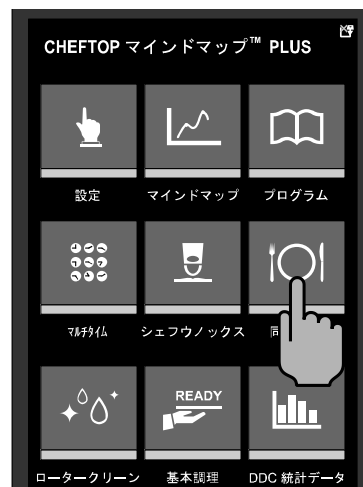 CHEFTOP マインドマップ™ PLUS
設定 マインドマップ プログラム
マルチタイム シェフウノックス 同
READY
ロータークリーン 基本調理 DDC 統計データ